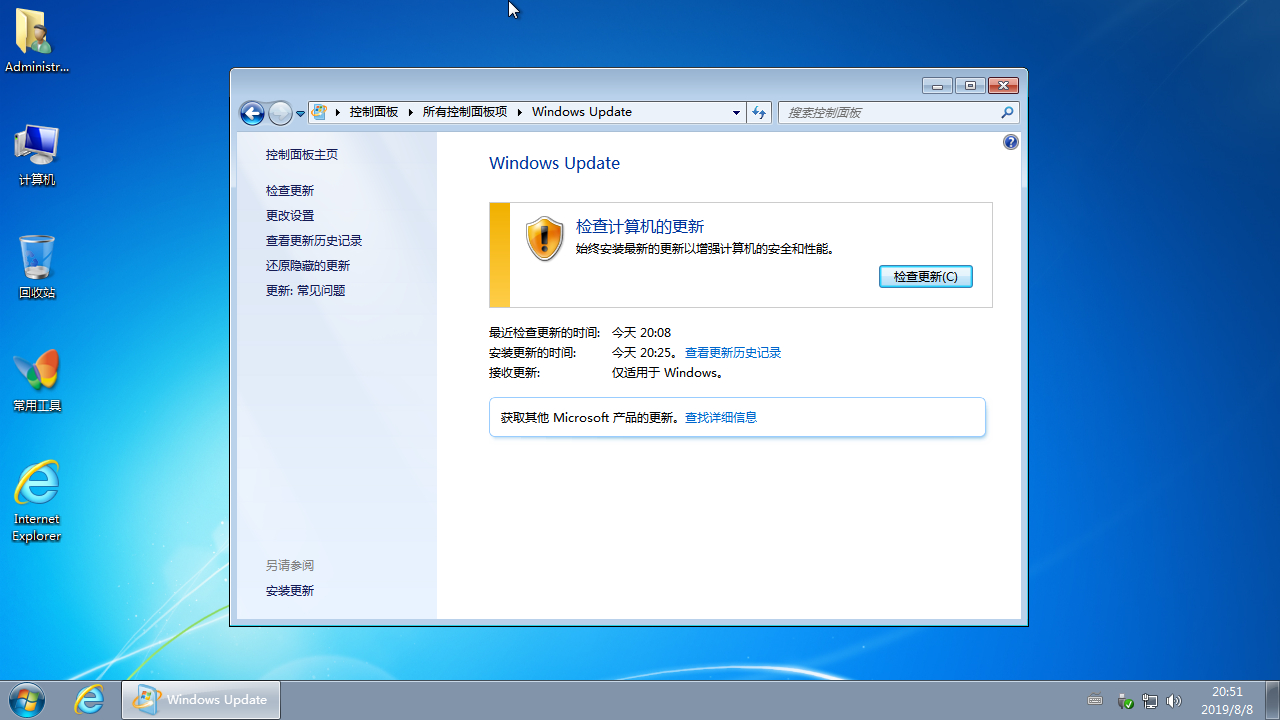 Administr...
计算机
回收站
常用工具
Internet
Explorer
控制面板
所有控制面板项
Windows Update
搜索控制面板
控制面板主页
检查更新
更改设置
查看更新历史记录
还原隐藏的更新
更新: 常见问题
另请参阅
安装更新
Windows Update
检查计算机的更新
始终安装最新的更新以增强计算机的安全和性能。
检查更新(C)
最近检查更新的时间: 今天 20:08
安装更新的时间: 今天 20:25。查看更新历史记录
接收更新: 仅适用于 Windows。
获取其他 Microsoft 产品的更新。查找详细信息
Windows Update
20:51
2019/8/8